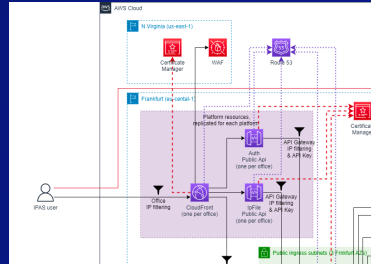 AWS Cloud
N.Virginia (us-east-1)
Certificate
Manager
WAF
Route 53
Frankfurt (eu-cental-1)
Platform resources,
replicated for each platform
Auth
Public Api
(one per office)
API Gateway
IP filtering
& API Key
IPAS user
Office
IP filtering
CloudFront
(one per office)
IpFile
Public Api
(one per office)
API Gateway
IP filtering
& API Key
Public ingress subnets